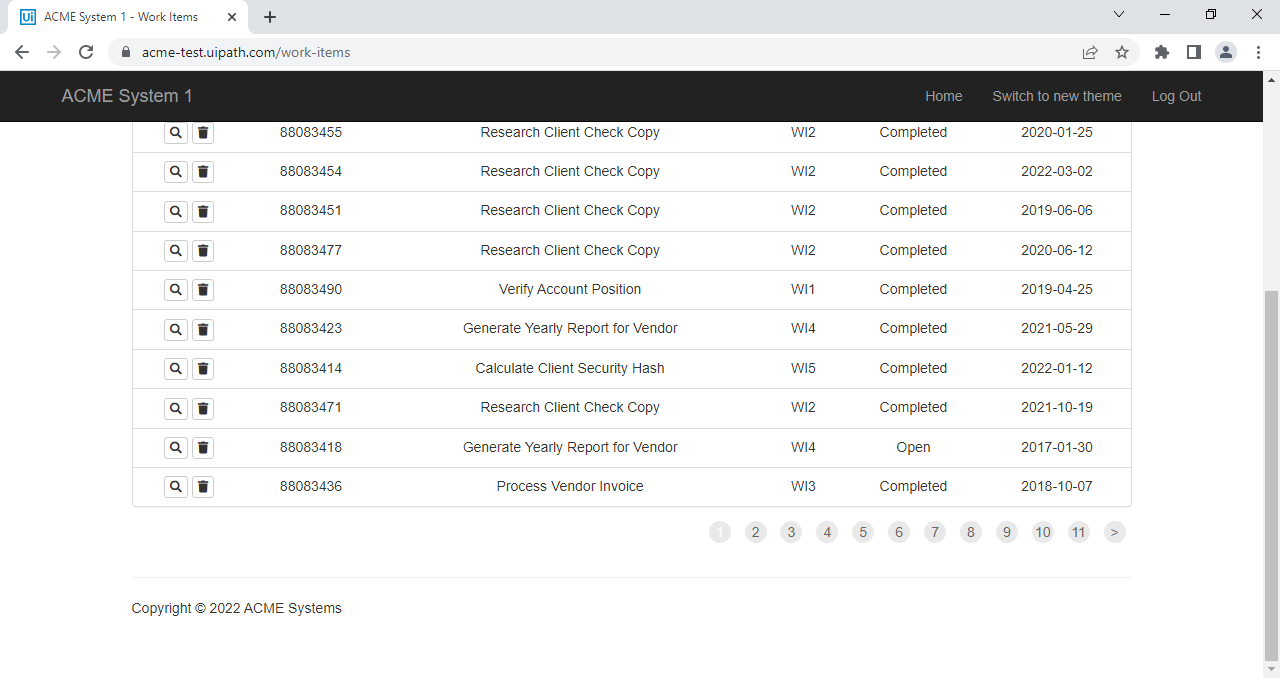 ACME System 1 - Work Items
acme-test.uipath.com/work-items
ACME System 1 Home Switch to new theme Log Out
88083455 Research Client Check Copy WI2 Completed 2020-01-25
88083454 Research Client Check Copy WI2 Completed 2022-03-02
88083451 Research Client Check Copy WI2 Completed 2019-06-06
88083477 Research Client Check Copy WI2 Completed 2020-06-12
88083490 Verify Account Position WI1 Completed 2019-04-25
88083423 Generate Yearly Report for Vendor WI4 Completed 2021-05-29
88083414 Calculate Client Security Hash WI5 Completed 2022-01-12
88083471 Research Client Check Copy WI2 Completed 2021-10-19
88083418 Generate Yearly Report for Vendor WI4 Open 2017-01-30
88083436 Process Vendor Invoice WI3 Completed 2018-10-07
1 2 3 4 5 6 7 8 9 10 11 >
Copyright © 2022 ACME Systems